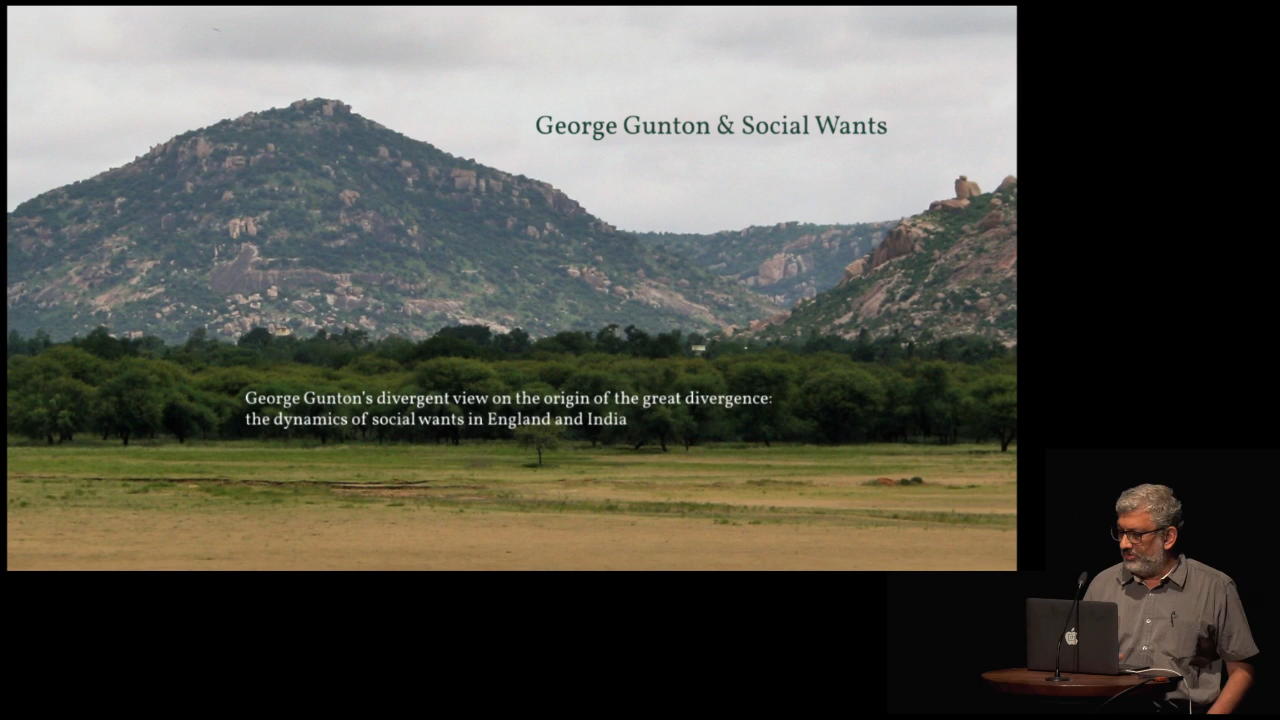 George Gunton & Social Wants
George Gunton's divergent view on the origin of the great divergence:
the dynamics of social wants in England and India